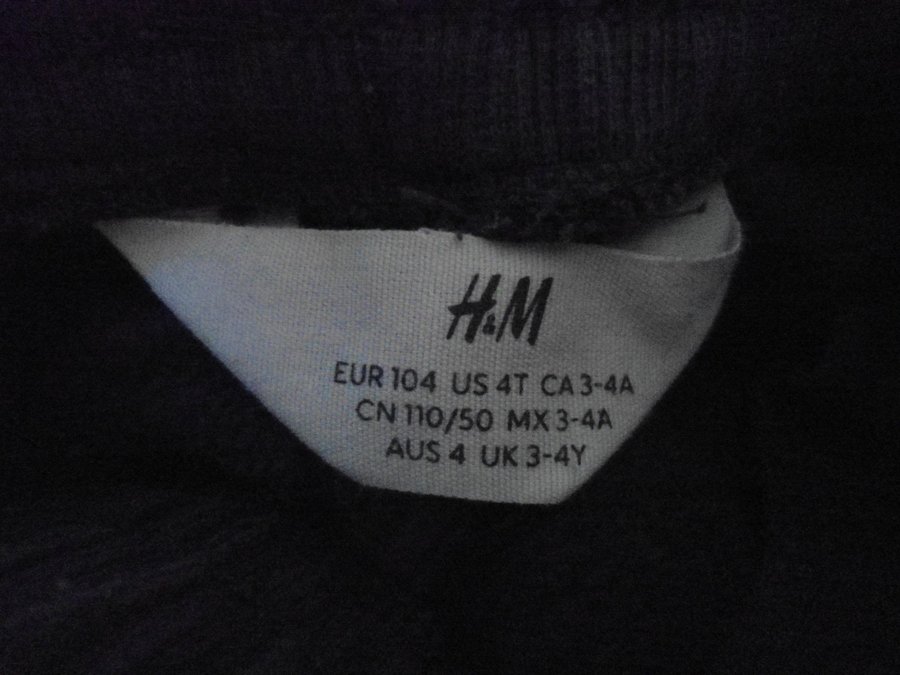 H&M
EUR 104 US 4T CA 3-4A
CN 110/50 MX 3-4A
AUS 4 UK 3-4Y